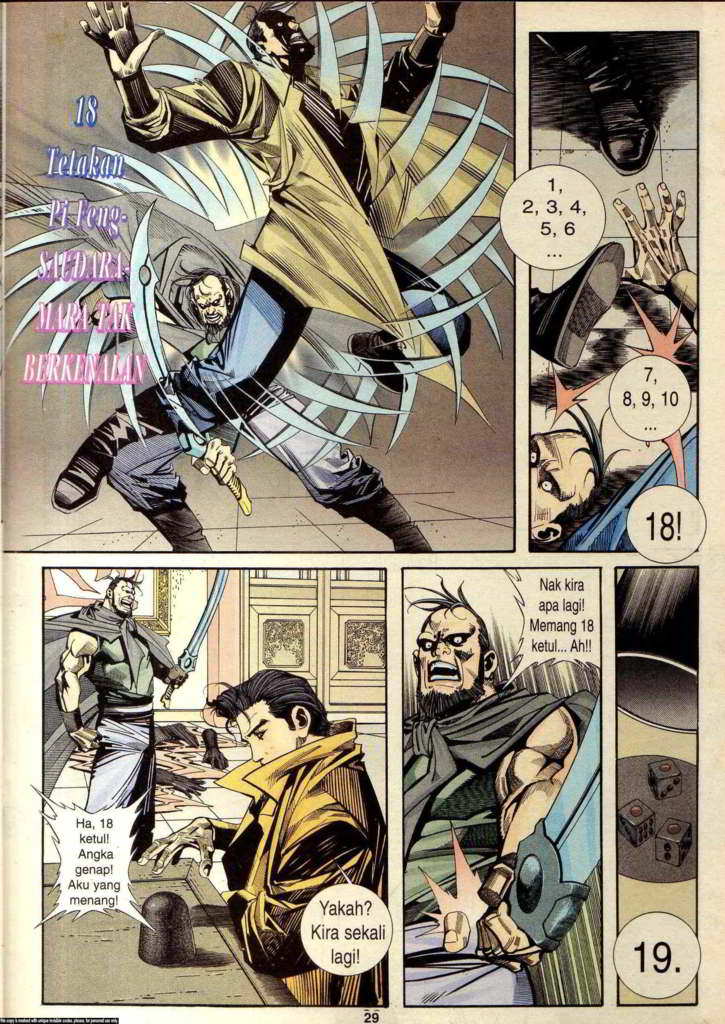 18
Tetakan
Pi Feng-
SAUDARA-
MARA TAK
BERKENALAN
1,
2, 3, 4,
5, 6
...
7,
8, 9, 10
...
18!
Ha, 18
ketul!
Angka
genap!
Aku yang
menang!
Yakah?
Kira sekali
lagi!
Nak kira
apa lagi!
Memang 18
ketul... Ah!!
19.
29